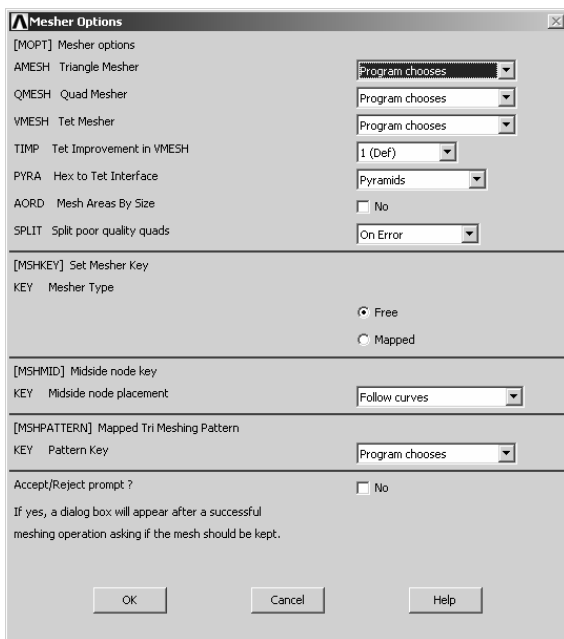 Mesher Options
[MOPT] Mesher options
AMESH Triangle Mesher Program chooses
QMESH Quad Mesher Program chooses
VMESH Tet Mesher Program chooses
TIMP Tet Improvement in VMESH 1 (Def)
PYRA Hex to Tet Interface Pyramids
AORD Mesh Areas By Size No
SPLIT Split poor quality quads On Error
[MSHKEY] Set Mesher Key
KEY Mesher Type
Free
Mapped
[MSHMID] Midside node key
KEY Midside node placement Follow curves
[MSHPATTERN] Mapped Tri Meshing Pattern
KEY Pattern Key Program chooses
Accept/Reject prompt ? No
If yes, a dialog box will appear after a successful
meshing operation asking if the mesh should be kept.
OK Cancel Help